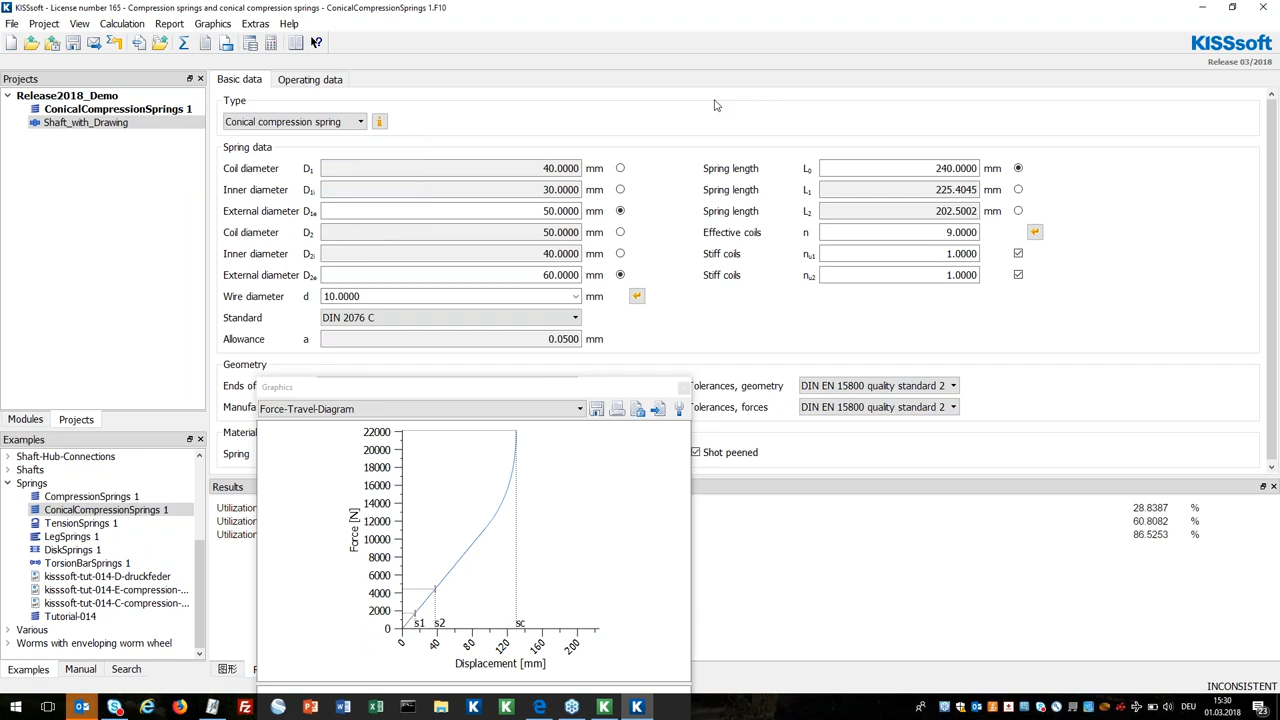 KISSsoft - License number 165 - Compression springs and conical compression springs - ConicalCompressionSprings 1.F10
File Project View Calculation Report Graphics Extras Help
KISSsoft
Release 03/2018
Projects
Release2018_Demo
ConicalCompressionSprings 1
Shaft_with_Drawing
Modules Projects
Examples
Shaft-Hub-Connections
Shafts
Springs
CompressionSprings 1
ConicalCompressionSprings 1
TensionSprings 1
LegSprings 1
DiskSprings 1
TorsionBarSprings 1
kisssoft-tut-014-D-druckfeder
kisssoft-tut-014-E-compression-...
kisssoft-tut-014-C-compression-...
Tutorial-014
Various
Worms with enveloping worm wheel
Examples Manual Search
Basic data Operating data
Type
Conical compression spring
Spring data
Coil diameter D₁ 40.0000 mm
Inner diameter D₁ᵢ 30.0000 mm
External diameter D₁ₑ 50.0000 mm
Coil diameter D₂ 50.0000 mm
Inner diameter D₂ᵢ 40.0000 mm
External diameter D₂ₑ 60.0000 mm
Wire diameter d 10.0000 mm
Standard DIN 2076 C
Allowance a 0.0500 mm
Spring length L₀ 240.0000 mm
Spring length L₁ 225.4045 mm
Spring length L₂ 202.5002 mm
Effective coils n 9.0000
Stiff coils nᵤ₁ 1.0000
Stiff coils nᵤ₂ 1.0000
Geometry
Ends of
Manufa
Tolerances, geometry DIN EN 15800 quality standard 2
Tolerances, forces DIN EN 15800 quality standard 2
Material
Spring
Shot peened
Results
Utilization 28.8387 %
Utilization 60.8082 %
Utilization 86.5253 %
Graphics
Force-Travel-Diagram
Force [N]
22000
20000
18000
16000
14000
12000
10000
8000
6000
4000
2000
0
s1 s2 sc
0 40 80 120 160 200
Displacement [mm]
图形
INCONSISTENT
DEU
15:30
01.03.2018